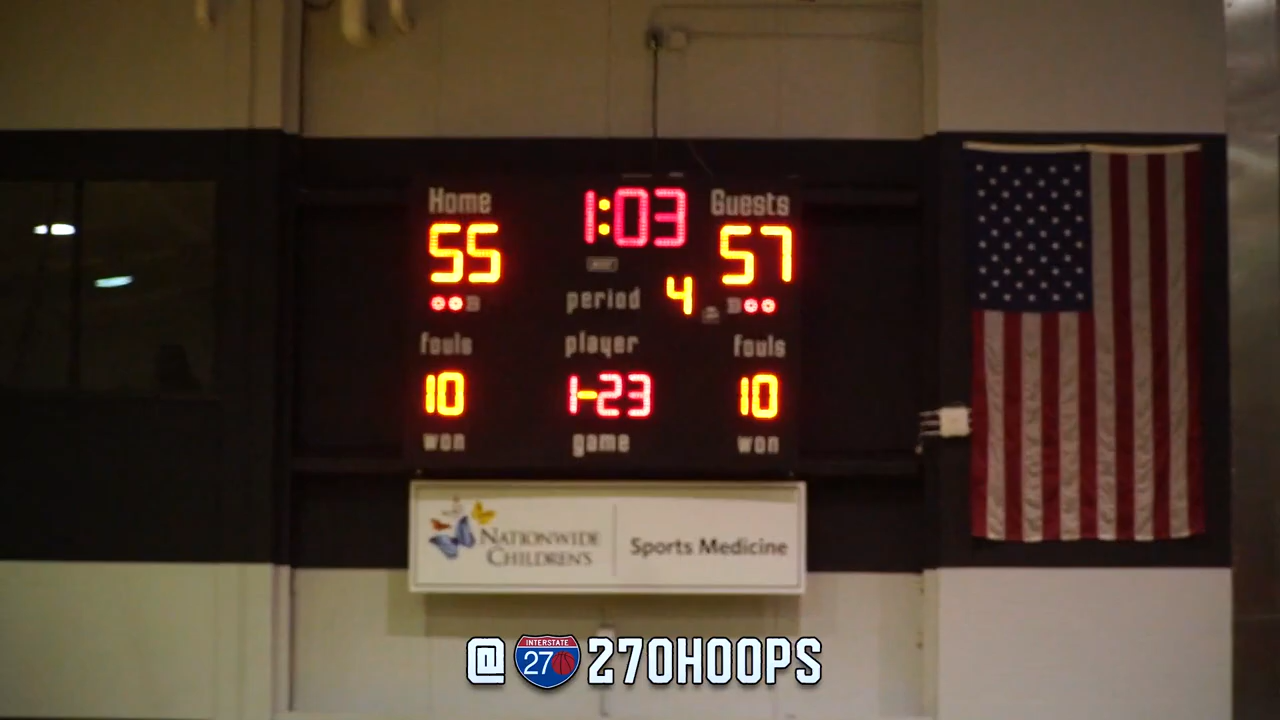 Home 1:03 Guests
55 57
period 4
fouls player fouls
10 1-23 10
won game won
NATIONWIDE CHILDREN'S Sports Medicine
@ INTERSTATE 27 270HOOPS